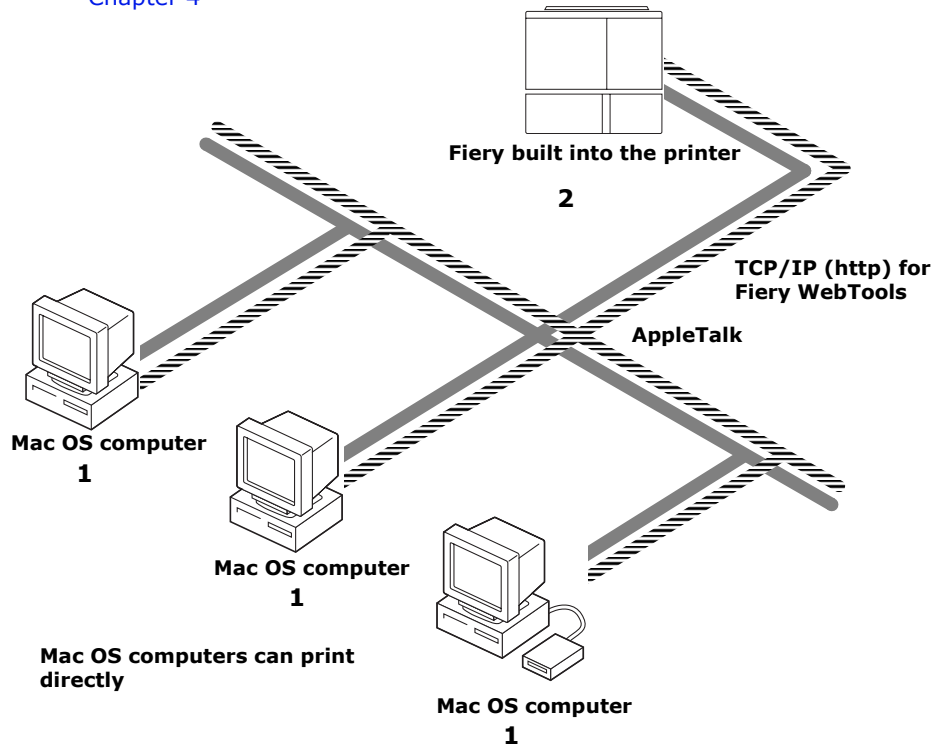 Chapter 4
Fiery built into the printer
2
TCP/IP (http) for
Fiery WebTools
AppleTalk
Mac OS computer
1
Mac OS computer
1
Mac OS computers can print
directly
Mac OS computer
1